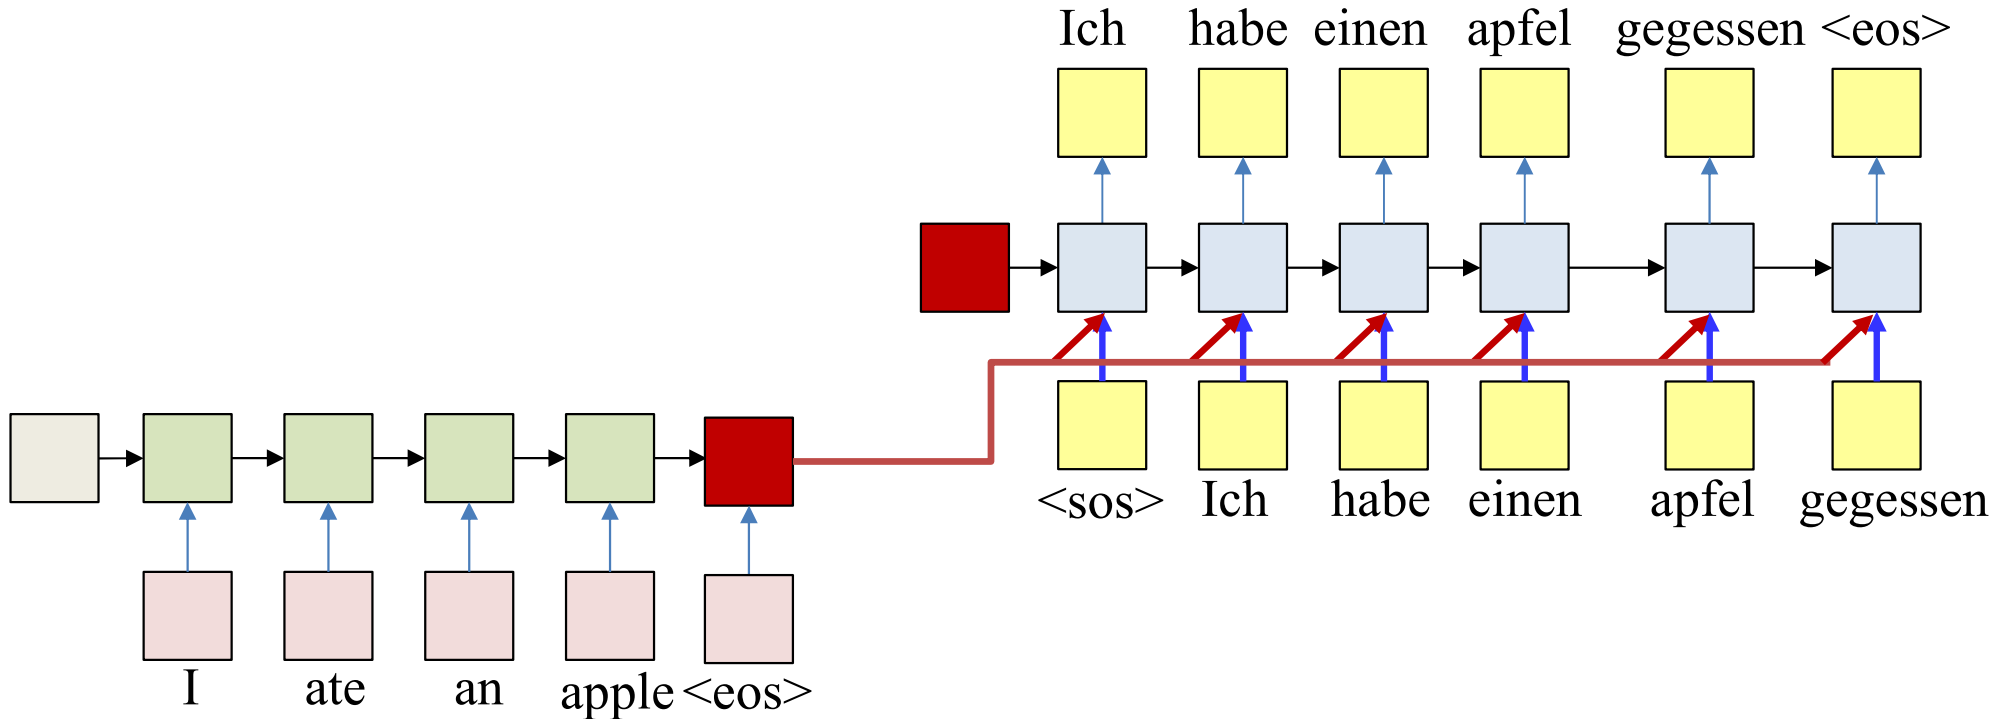 Ich habe einen apfel gegessen <eos>
<sos> Ich habe einen apfel gegessen
I ate an apple <eos>